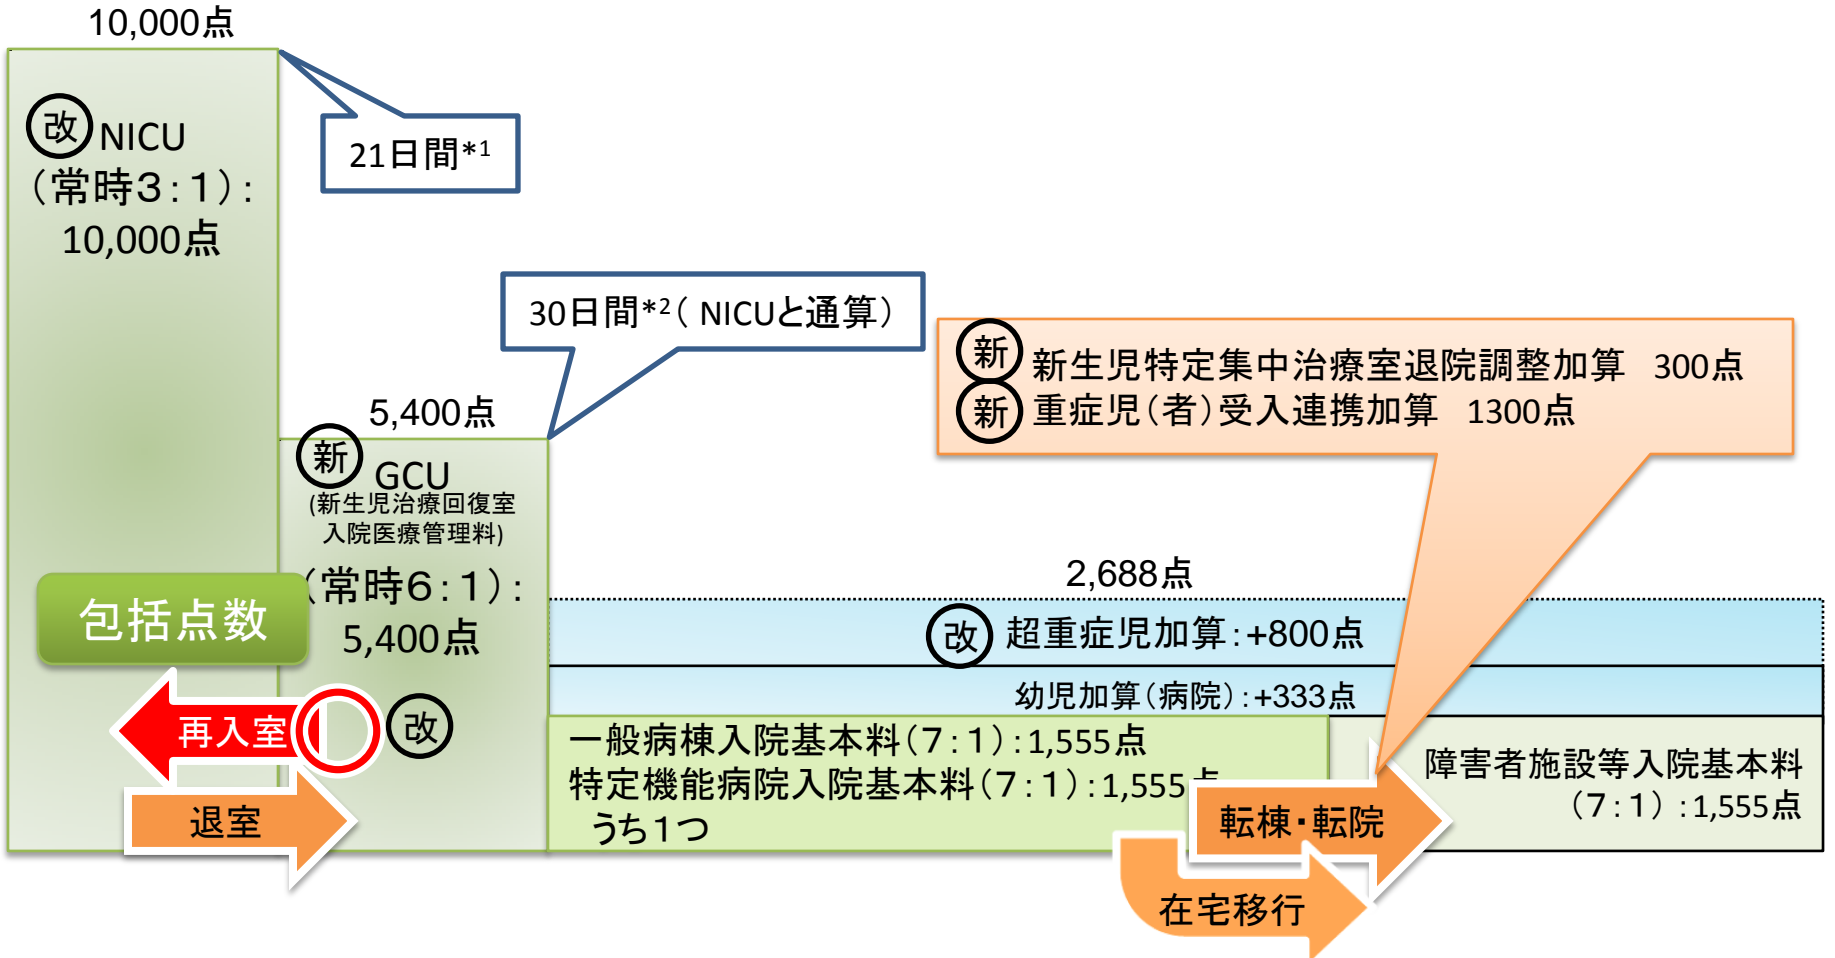 10,000点
改 NICU
（常時３：１）：
10,000点
21日間*1
30日間*2（ NICUと通算）
新 新生児特定集中治療室退院調整加算　300点
新 重症児（者）受入連携加算　1300点
5,400点
新 GCU
(新生児治療回復室
入院医療管理料)
（常時６：１）：
5,400点
包括点数
2,688点
改 超重症児加算：+800点
幼児加算（病院）：+333点
再入室
改
退室
一般病棟入院基本料（７：１）：1,555点
特定機能病院入院基本料（７：１）：1,555点
うち１つ
転棟・転院
障害者施設等入院基本料
（７：１）：1,555点
在宅移行